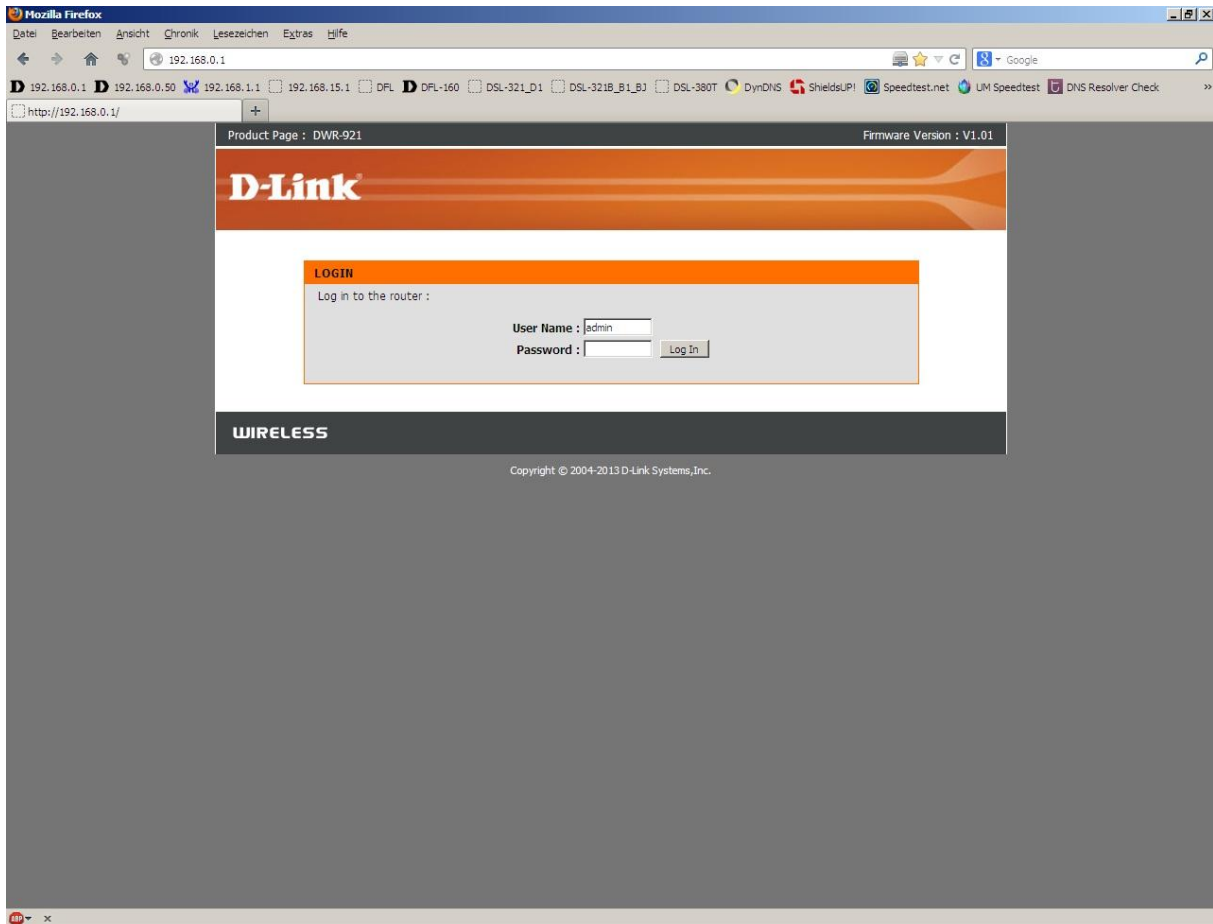 Mozilla Firefox
Datei Bearbeiten Ansicht Chronik Lesezeichen Extras Hilfe
192.168.0.1 Google
192.168.0.1 192.168.0.50 192.168.1.1 192.168.15.1 DFL DFL-160 DSL-321_D1 DSL-321B_B1_BJ DSL-380T DynDNS ShieldsUP! Speedtest.net UM Speedtest DNS Resolver Check »
http://192.168.0.1/ +
Product Page : DWR-921 Firmware Version : V1.01
D-Link
LOGIN
Log in to the router :
User Name : admin
Password : Log In
WIRELESS
Copyright © 2004-2013 D-Link Systems,Inc.
ABP